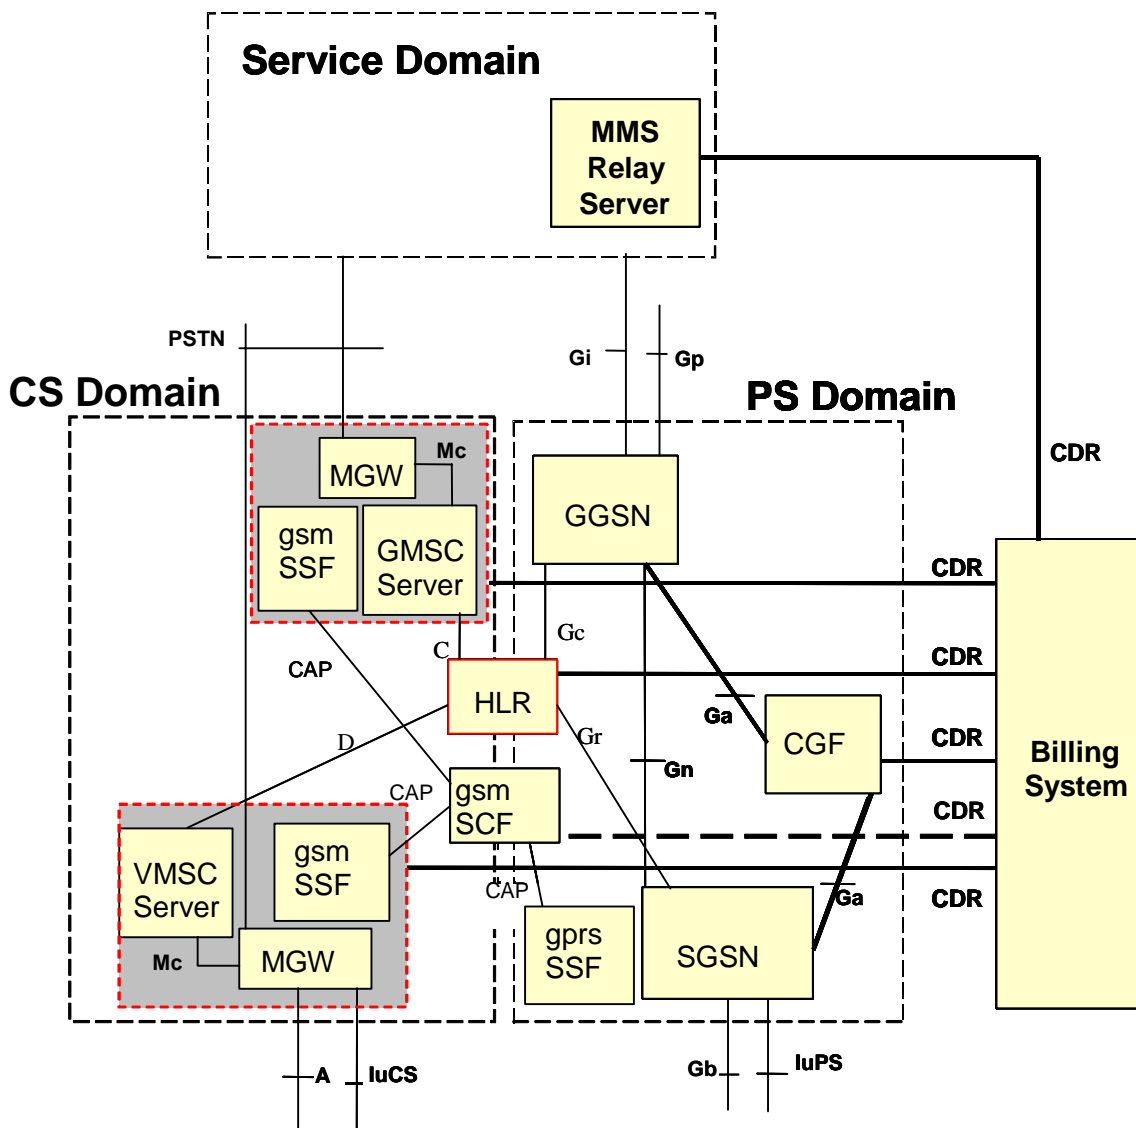 Service Domain
MMS
Relay
Server
PSTN
Gi
Gp
CS Domain
PS Domain
CDR
MGW
Mc
gsm
SSF
GMSC
Server
GGSN
CDR
C
Gc
CAP
CDR
HLR
Ga
CGF
D
Gr
Gn
CDR
Billing
System
CAP
gsm
SCF
CDR
VMSC
Server
gsm
SSF
CAP
Ga
CDR
Mc
MGW
gprs
SSF
SGSN
A
IuCS
Gb
IuPS